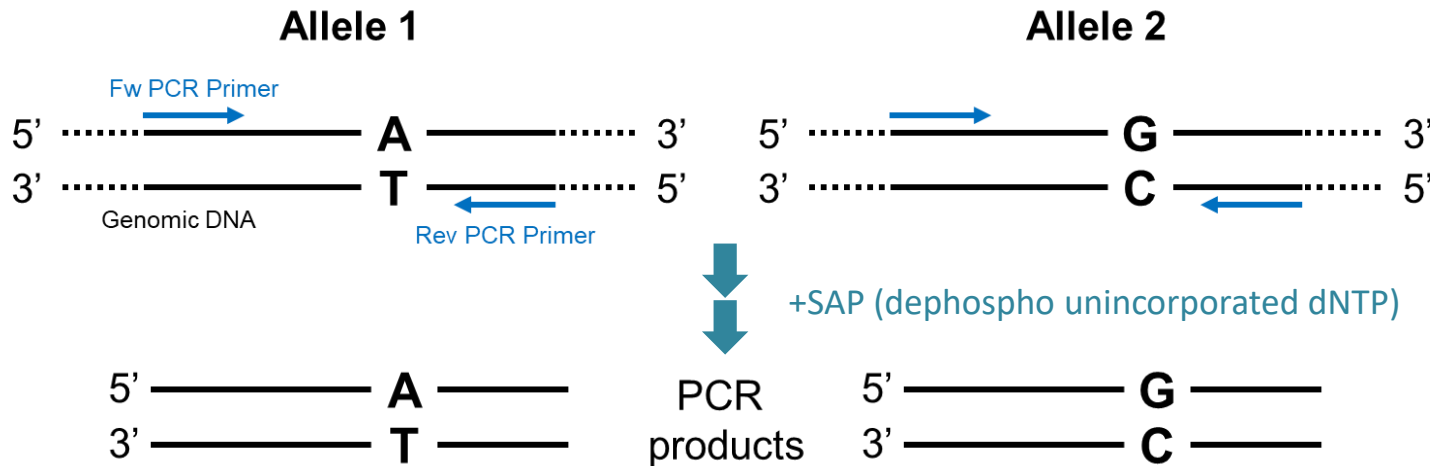 Allele 1
Allele 2
Fw PCR Primer
5’ A 3’
5’ G 3’
3’ T 5’
3’ C 5’
Genomic DNA
Rev PCR Primer
+SAP (dephospho unincorporated dNTP)
5’ A
3’ T
PCR
products
5’ G
3’ C